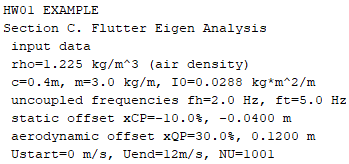 HW01 EXAMPLE
Section C. Flutter Eigen Analysis
input data
rho=1.225 kg/m^3 (air density)
c=0.4m, m=3.0 kg/m, I0=0.0288 kg*m^2/m
uncoupled frequencies fh=2.0 Hz, ft=5.0 Hz
static offset xCP=-10.0%, -0.0400 m
aerodynamic offset xQP=30.0%, 0.1200 m
Ustart=0 m/s, Uend=12m/s, NU=1001